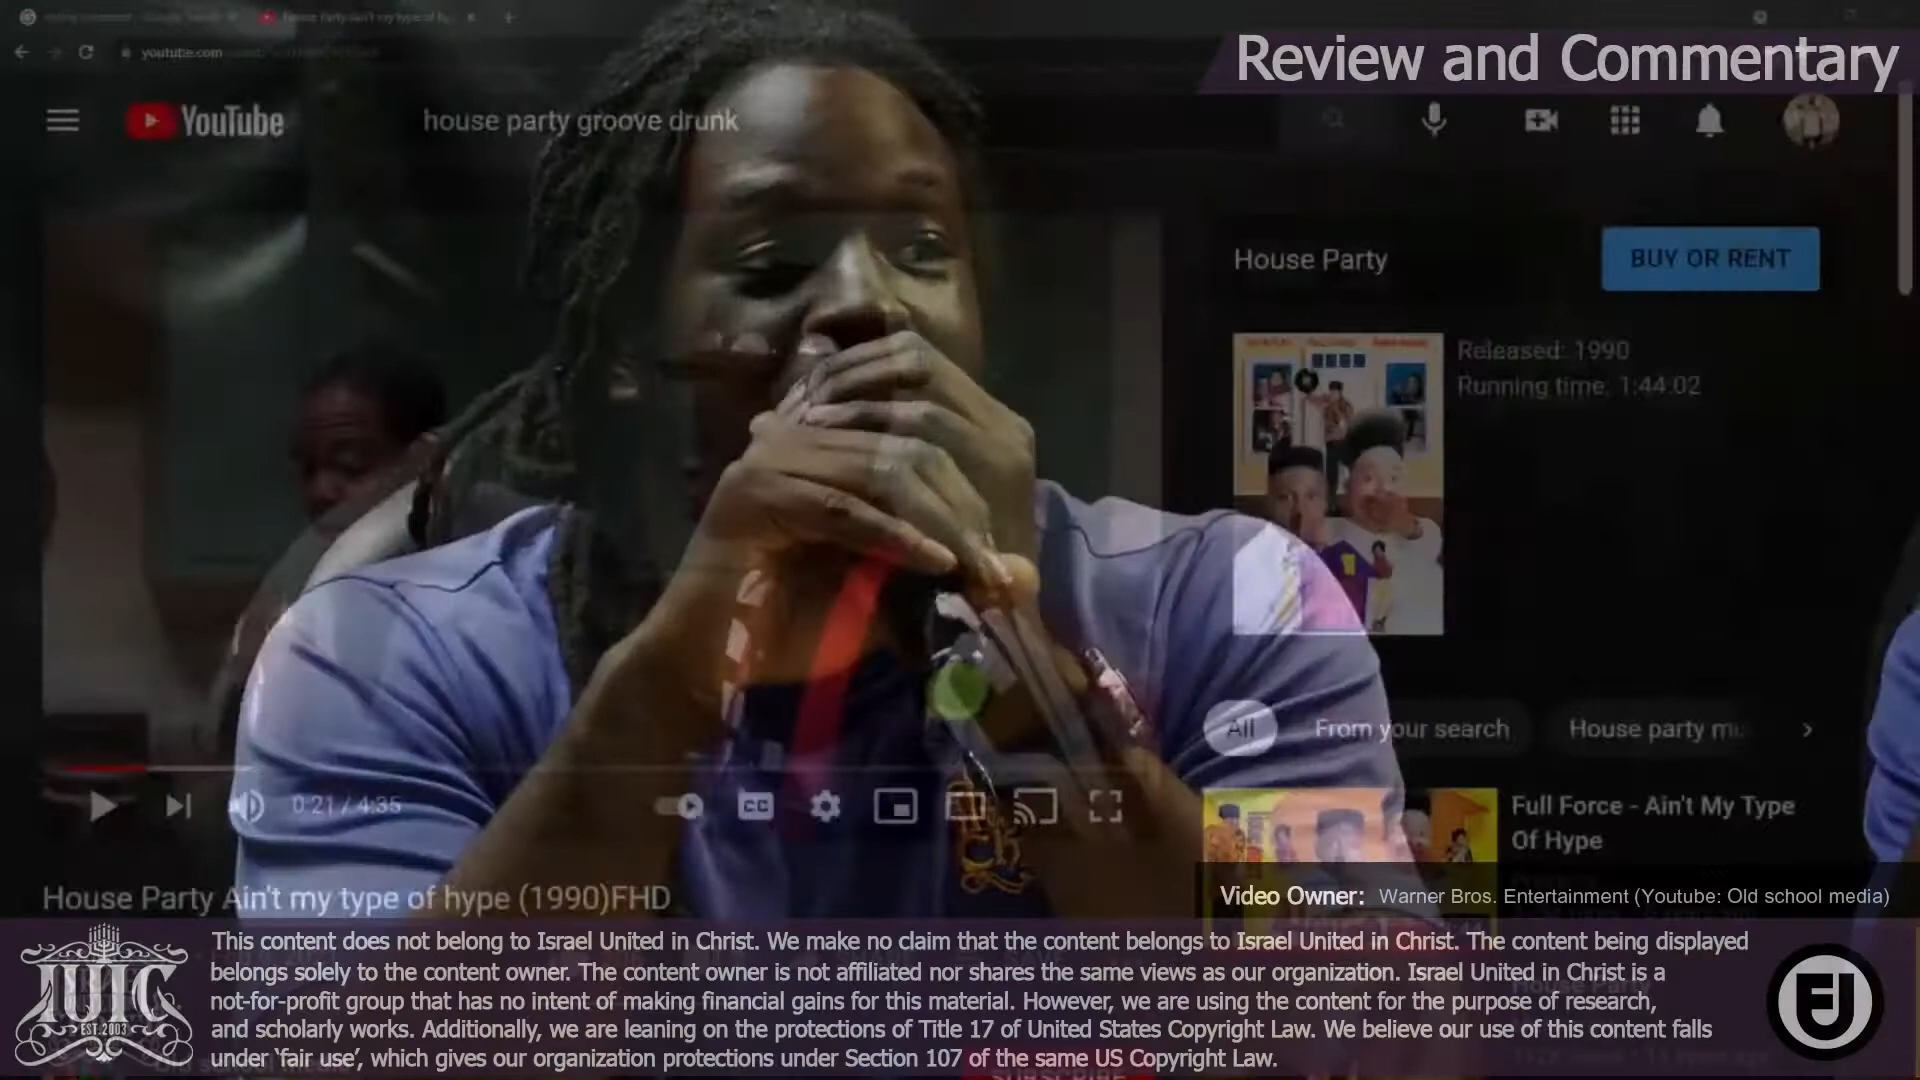 youtube.com
Review and Commentary
YouTube
house party groove drunk
House Party
BUY OR RENT
Released: 1990
Running time: 1:44:02
All
From your search
House party mu
0:21 / 4:35
CC
Full Force - Ain't My Type
Of Hype
House Party Ain't my type of hype (1990)FHD
Video Owner: Warner Bros. Entertainment (Youtube: Old school media)
This content does not belong to Israel United in Christ. We make no claim that the content belongs to Israel United in Christ. The content being displayed
belongs solely to the content owner. The content owner is not affiliated nor shares the same views as our organization. Israel United in Christ is a
not-for-profit group that has no intent of making financial gains for this material. However, we are using the content for the purpose of research,
and scholarly works. Additionally, we are leaning on the protections of Title 17 of United States Copyright Law. We believe our use of this content falls
under 'fair use', which gives our organization protections under Section 107 of the same US Copyright Law.
IUIC
EST.2003
House Party